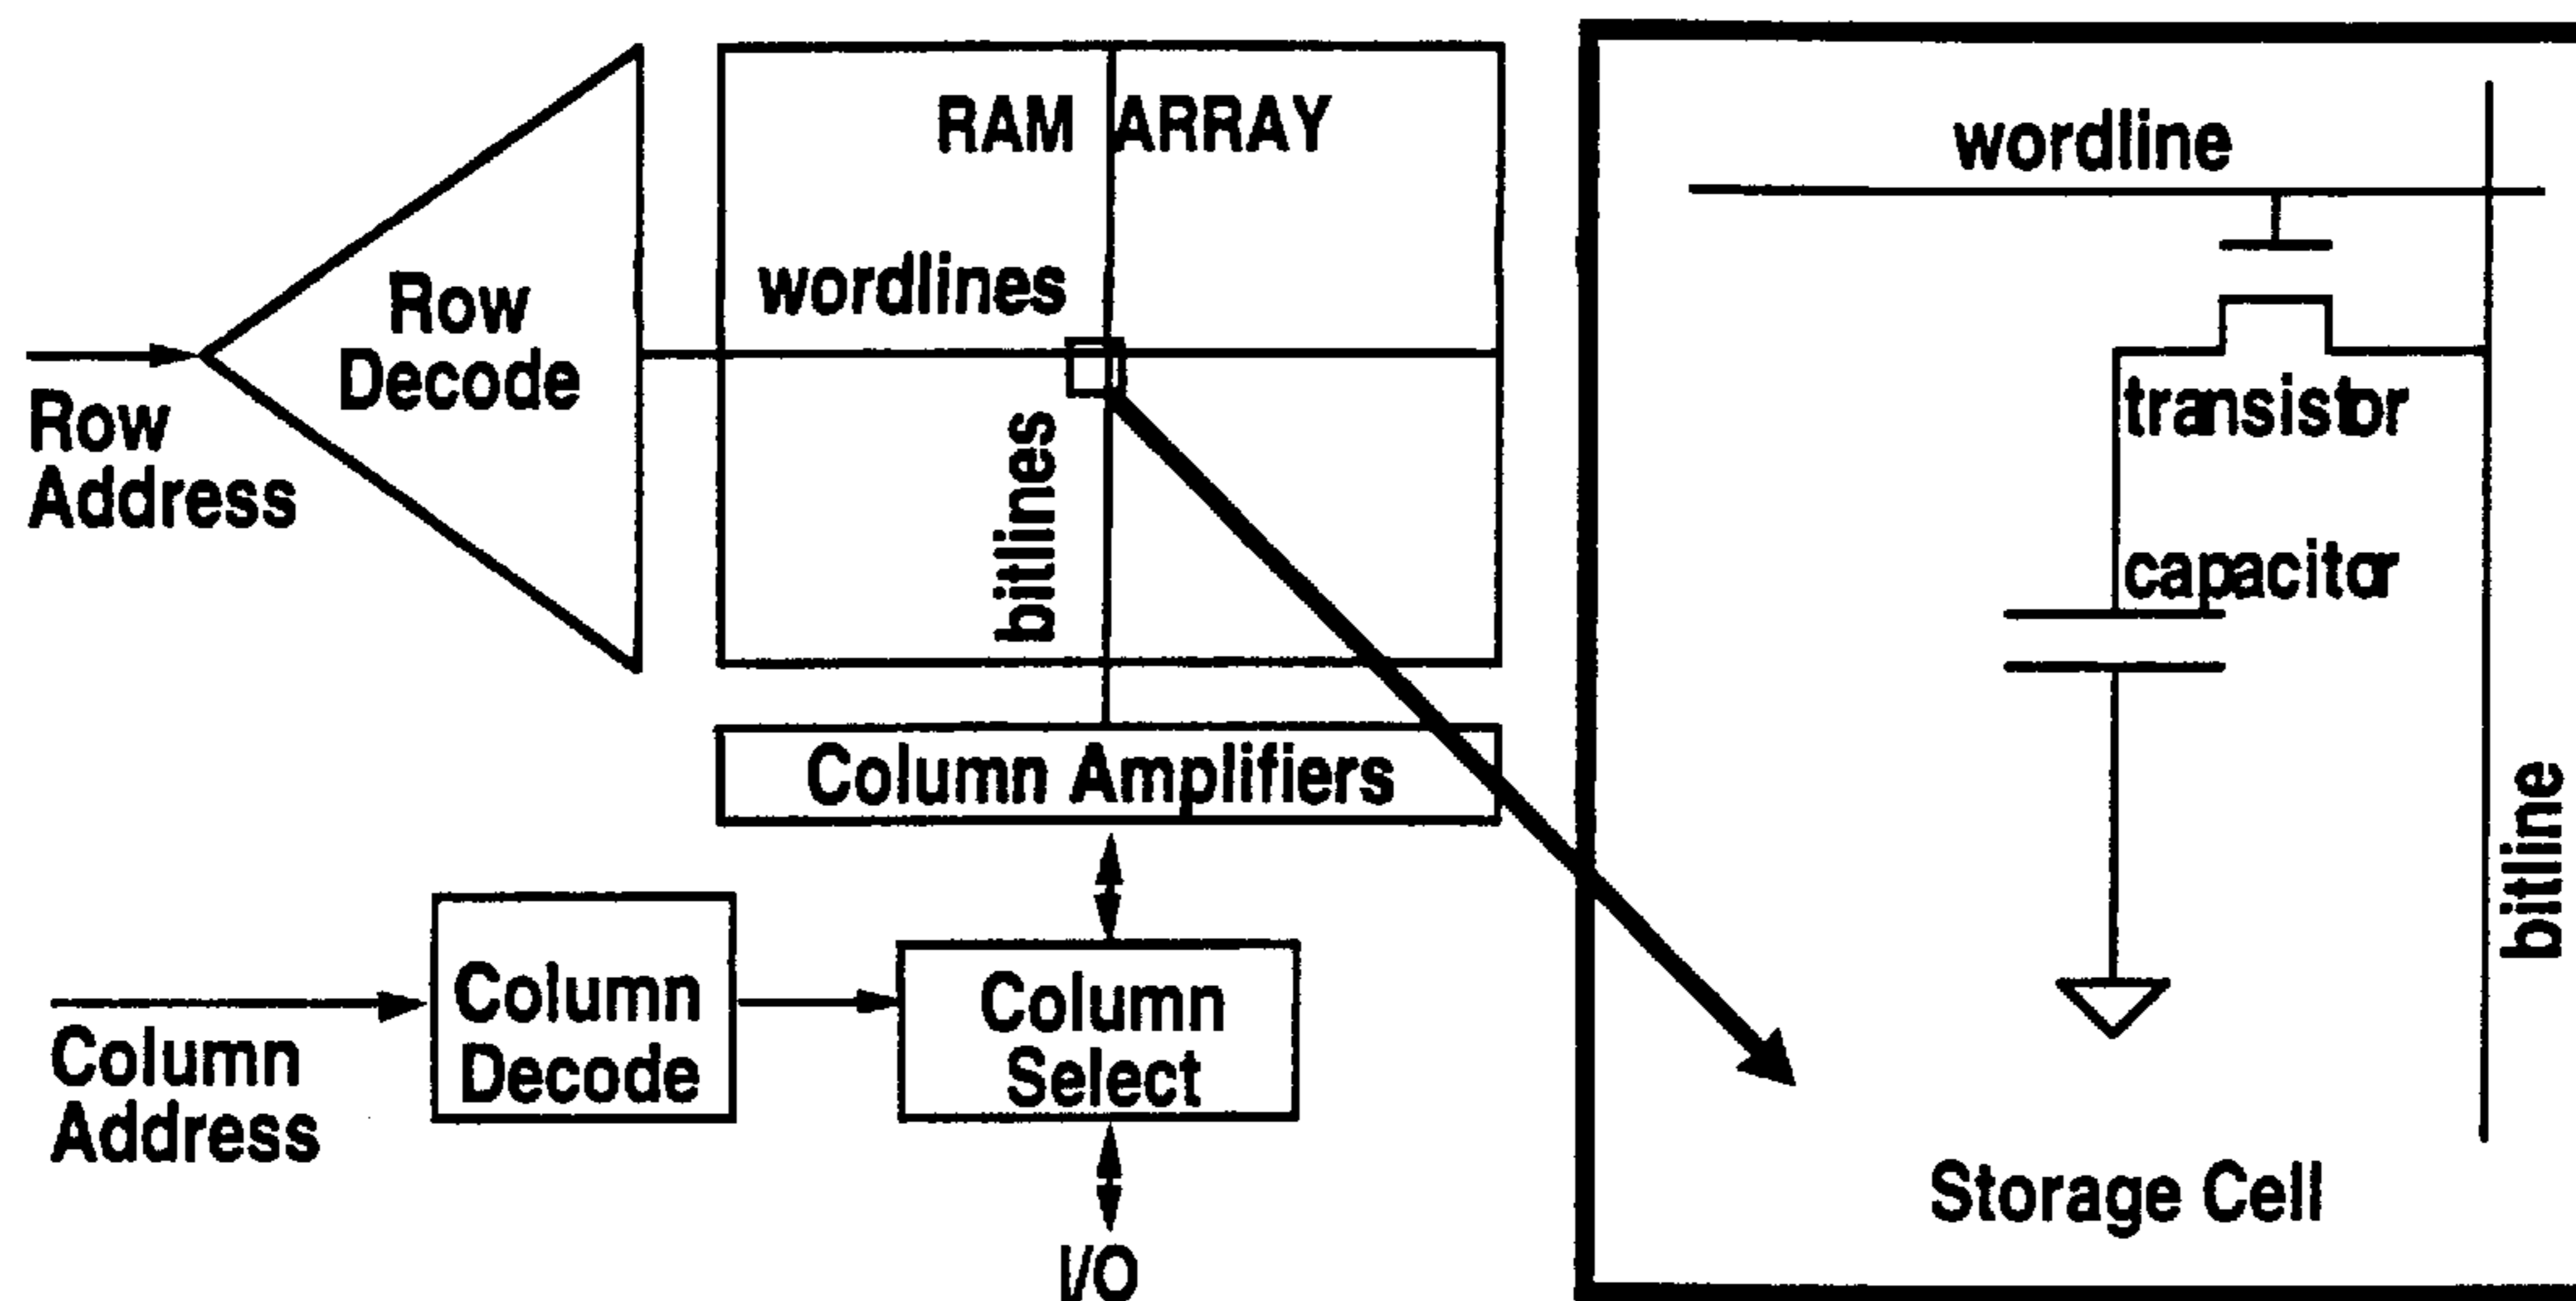 RAM ARRAY
wordlines
Row
Decode
Row
Address
bitlines
Column Amplifiers
Column
Decode
Column
Select
Column
Address
I/O
wordline
transistor
capacitor
bitline
Storage Cell